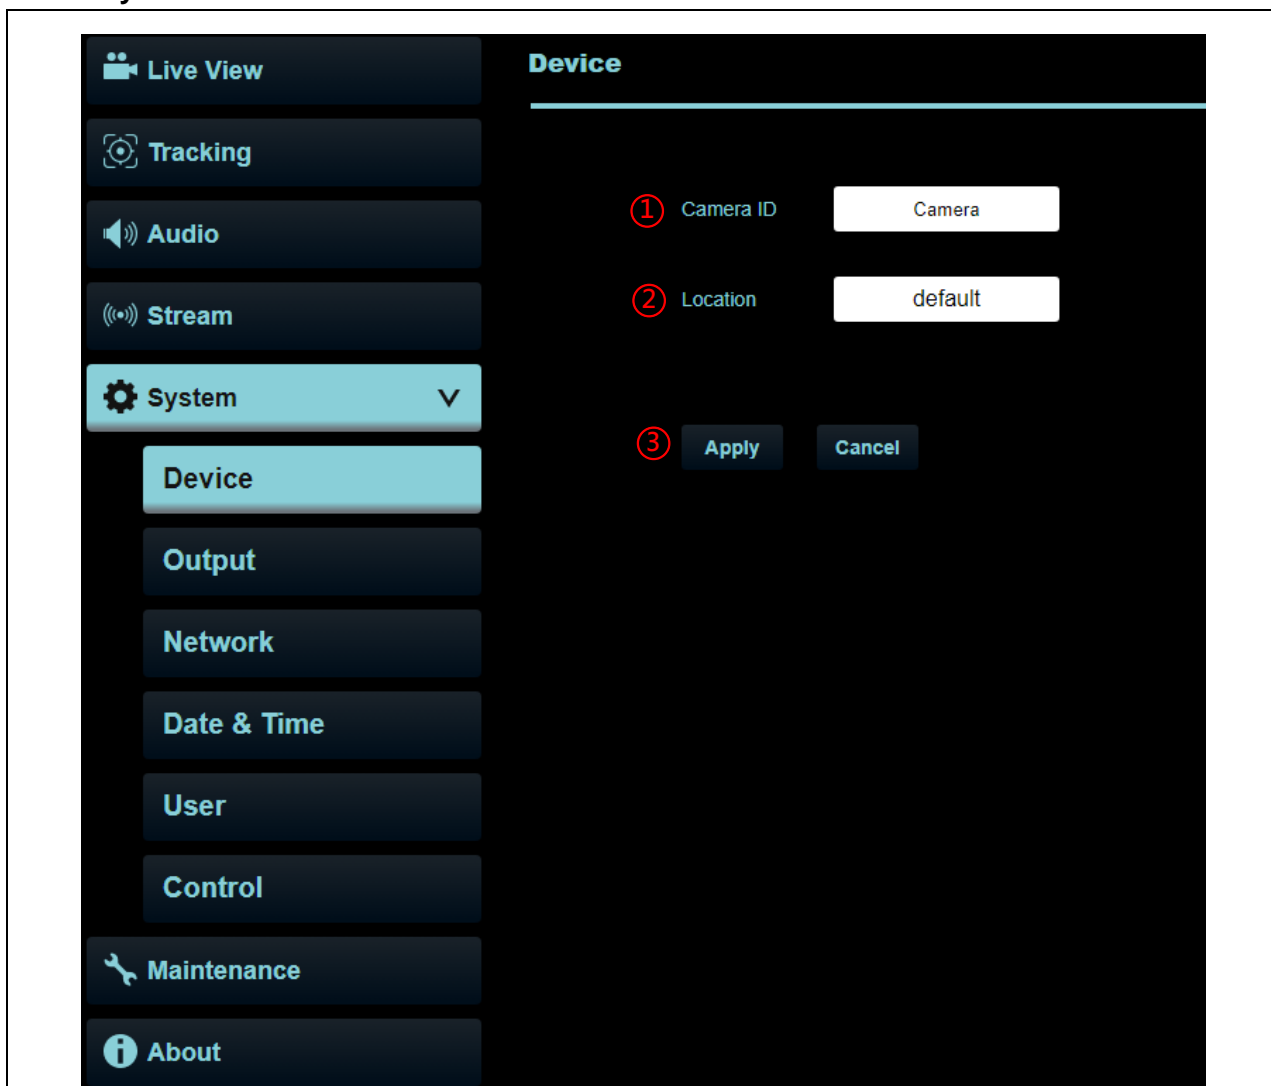 Live View
Tracking
Audio
Stream
System
Device
Output
Network
Date & Time
User
Control
Maintenance
About
Device
① Camera ID Camera
② Location default
③ Apply Cancel